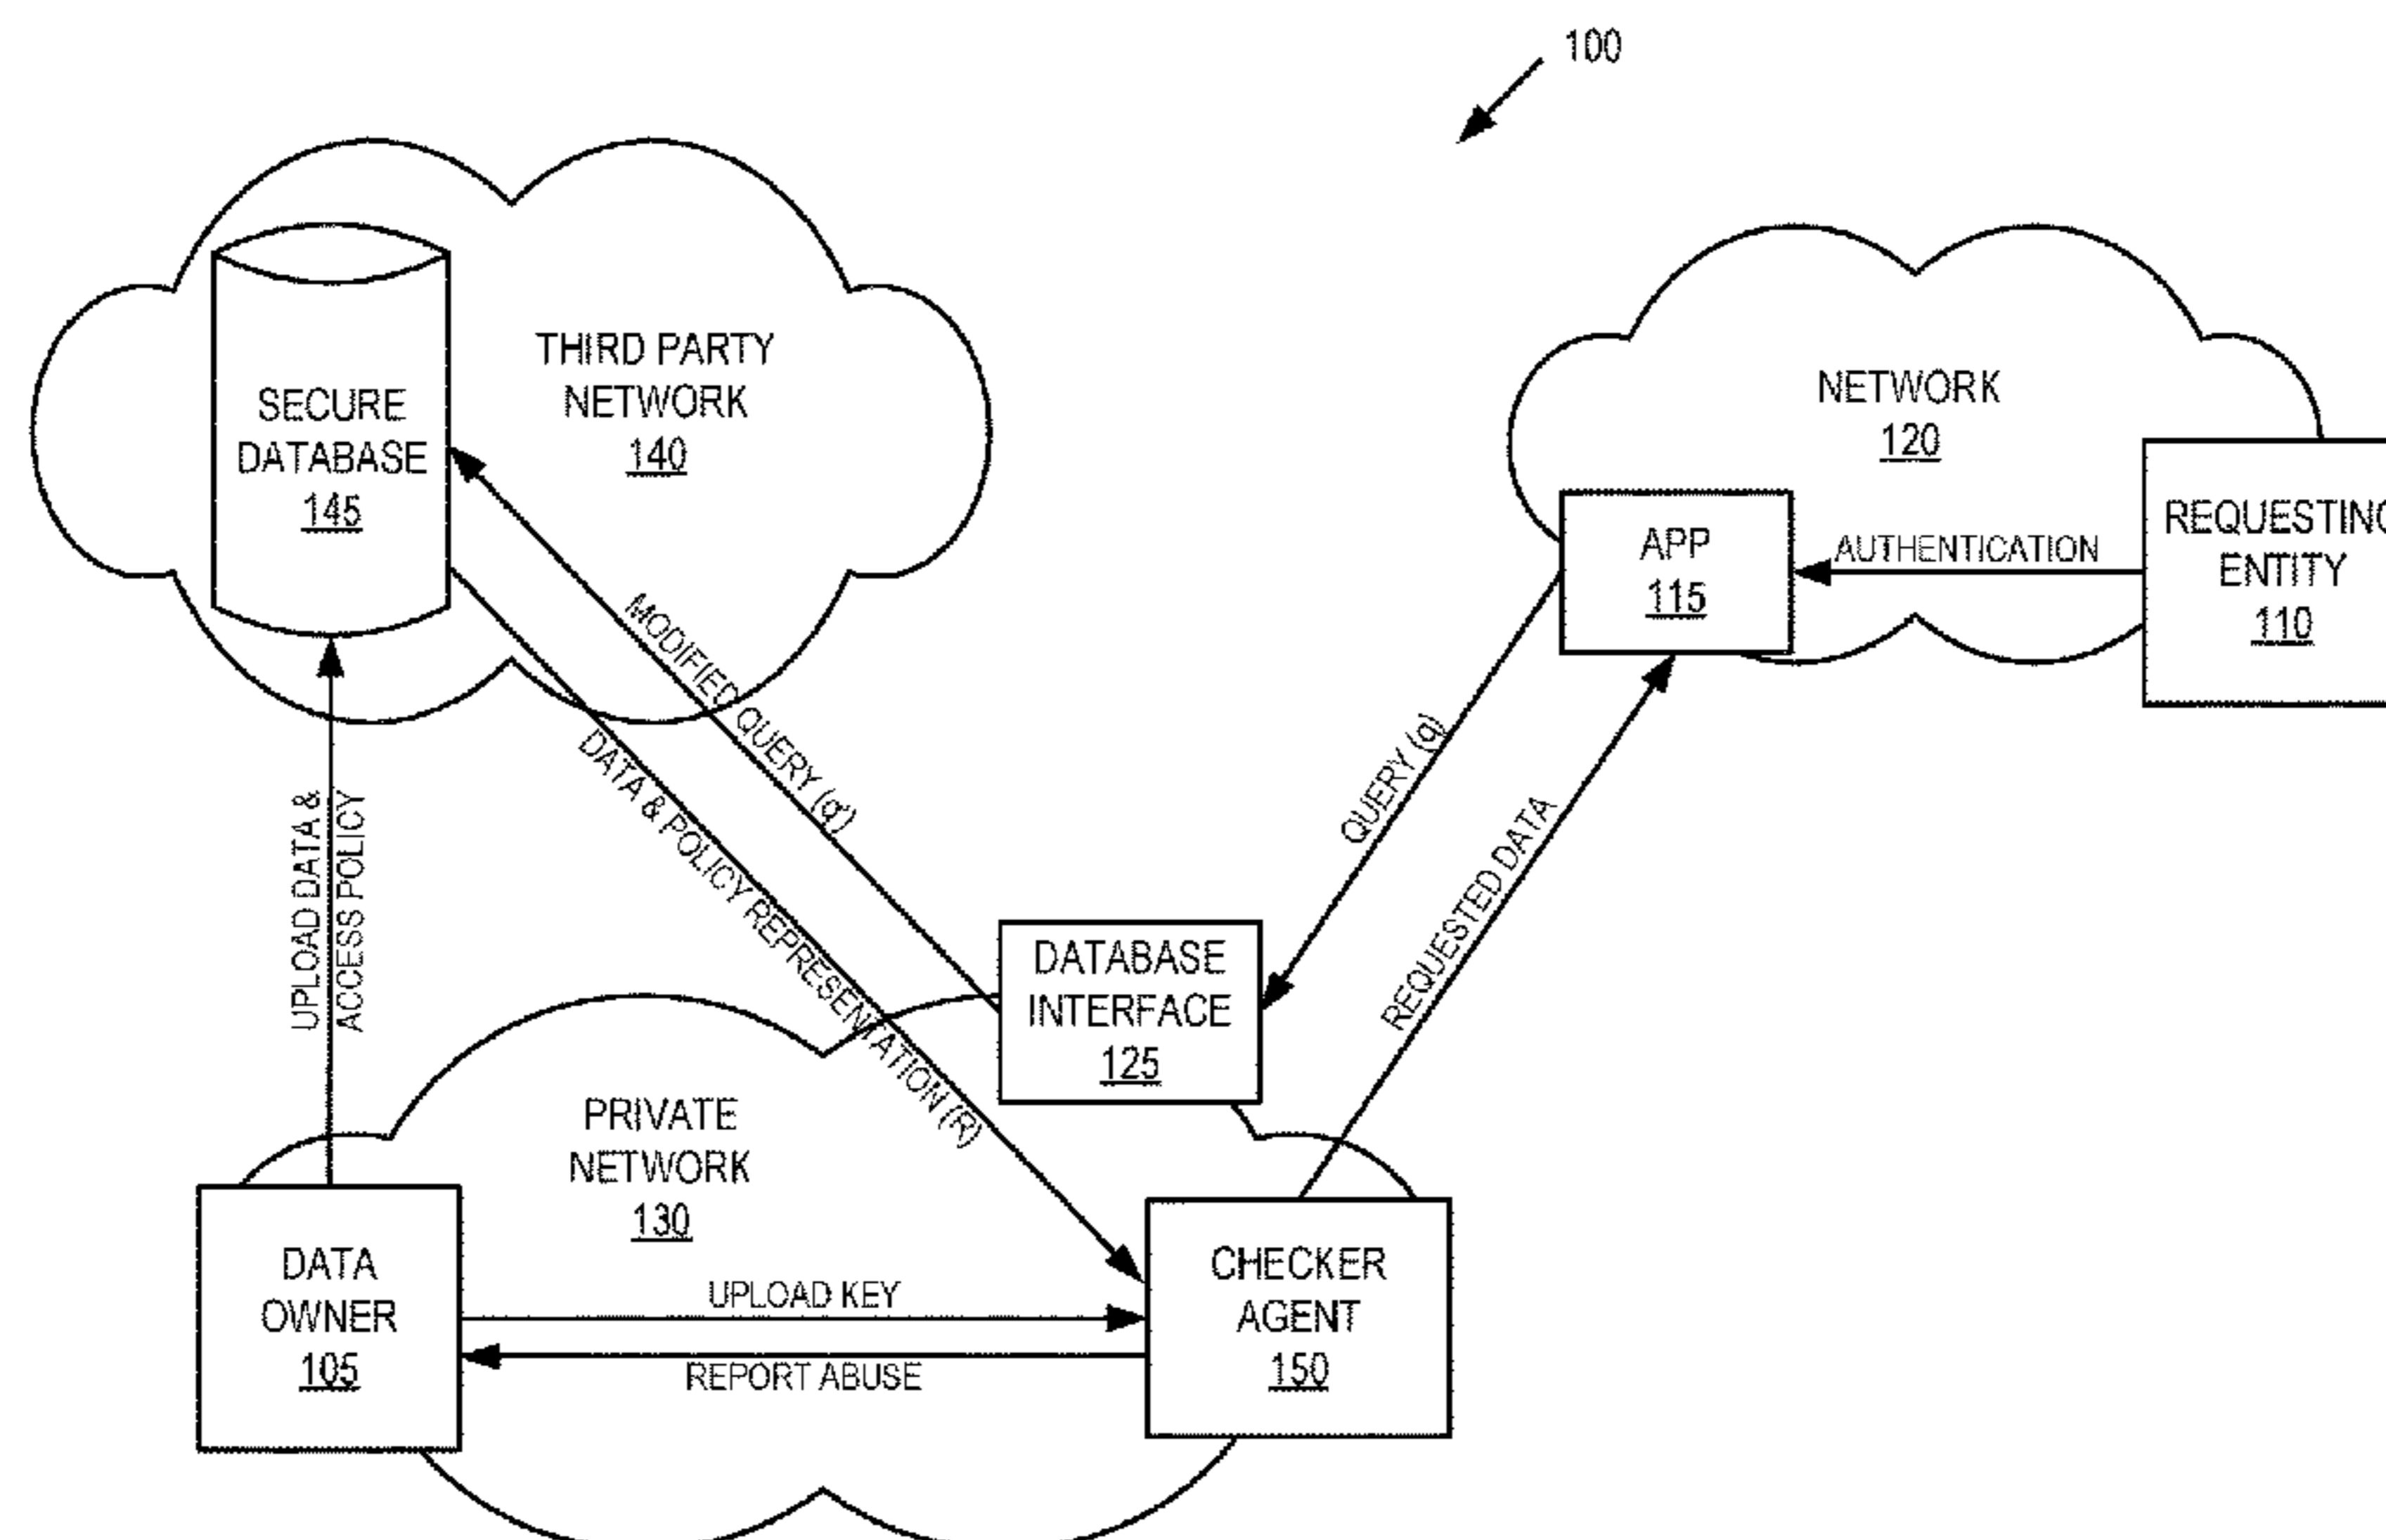 100
THIRD PARTY
NETWORK
140
SECURE
DATABASE
145
NETWORK
120
APP
115
AUTHENTICATION
REQUESTING
ENTITY
110
MODIFIED QUERY (q')
DATA & POLICY REPRESENTATION (R)
QUERY (q)
REQUESTED DATA
UPLOAD DATA &
ACCESS POLICY
DATABASE
INTERFACE
125
PRIVATE
NETWORK
130
DATA
OWNER
105
UPLOAD KEY
REPORT ABUSE
CHECKER
AGENT
150